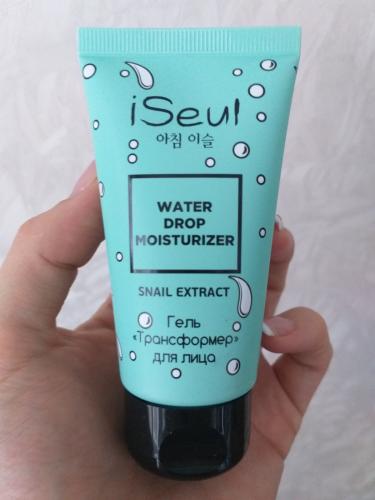 iSeul
아침 이슬
WATER
DROP
MOISTURIZER
SNAIL EXTRACT
Гель
«Трансформер»
для лица